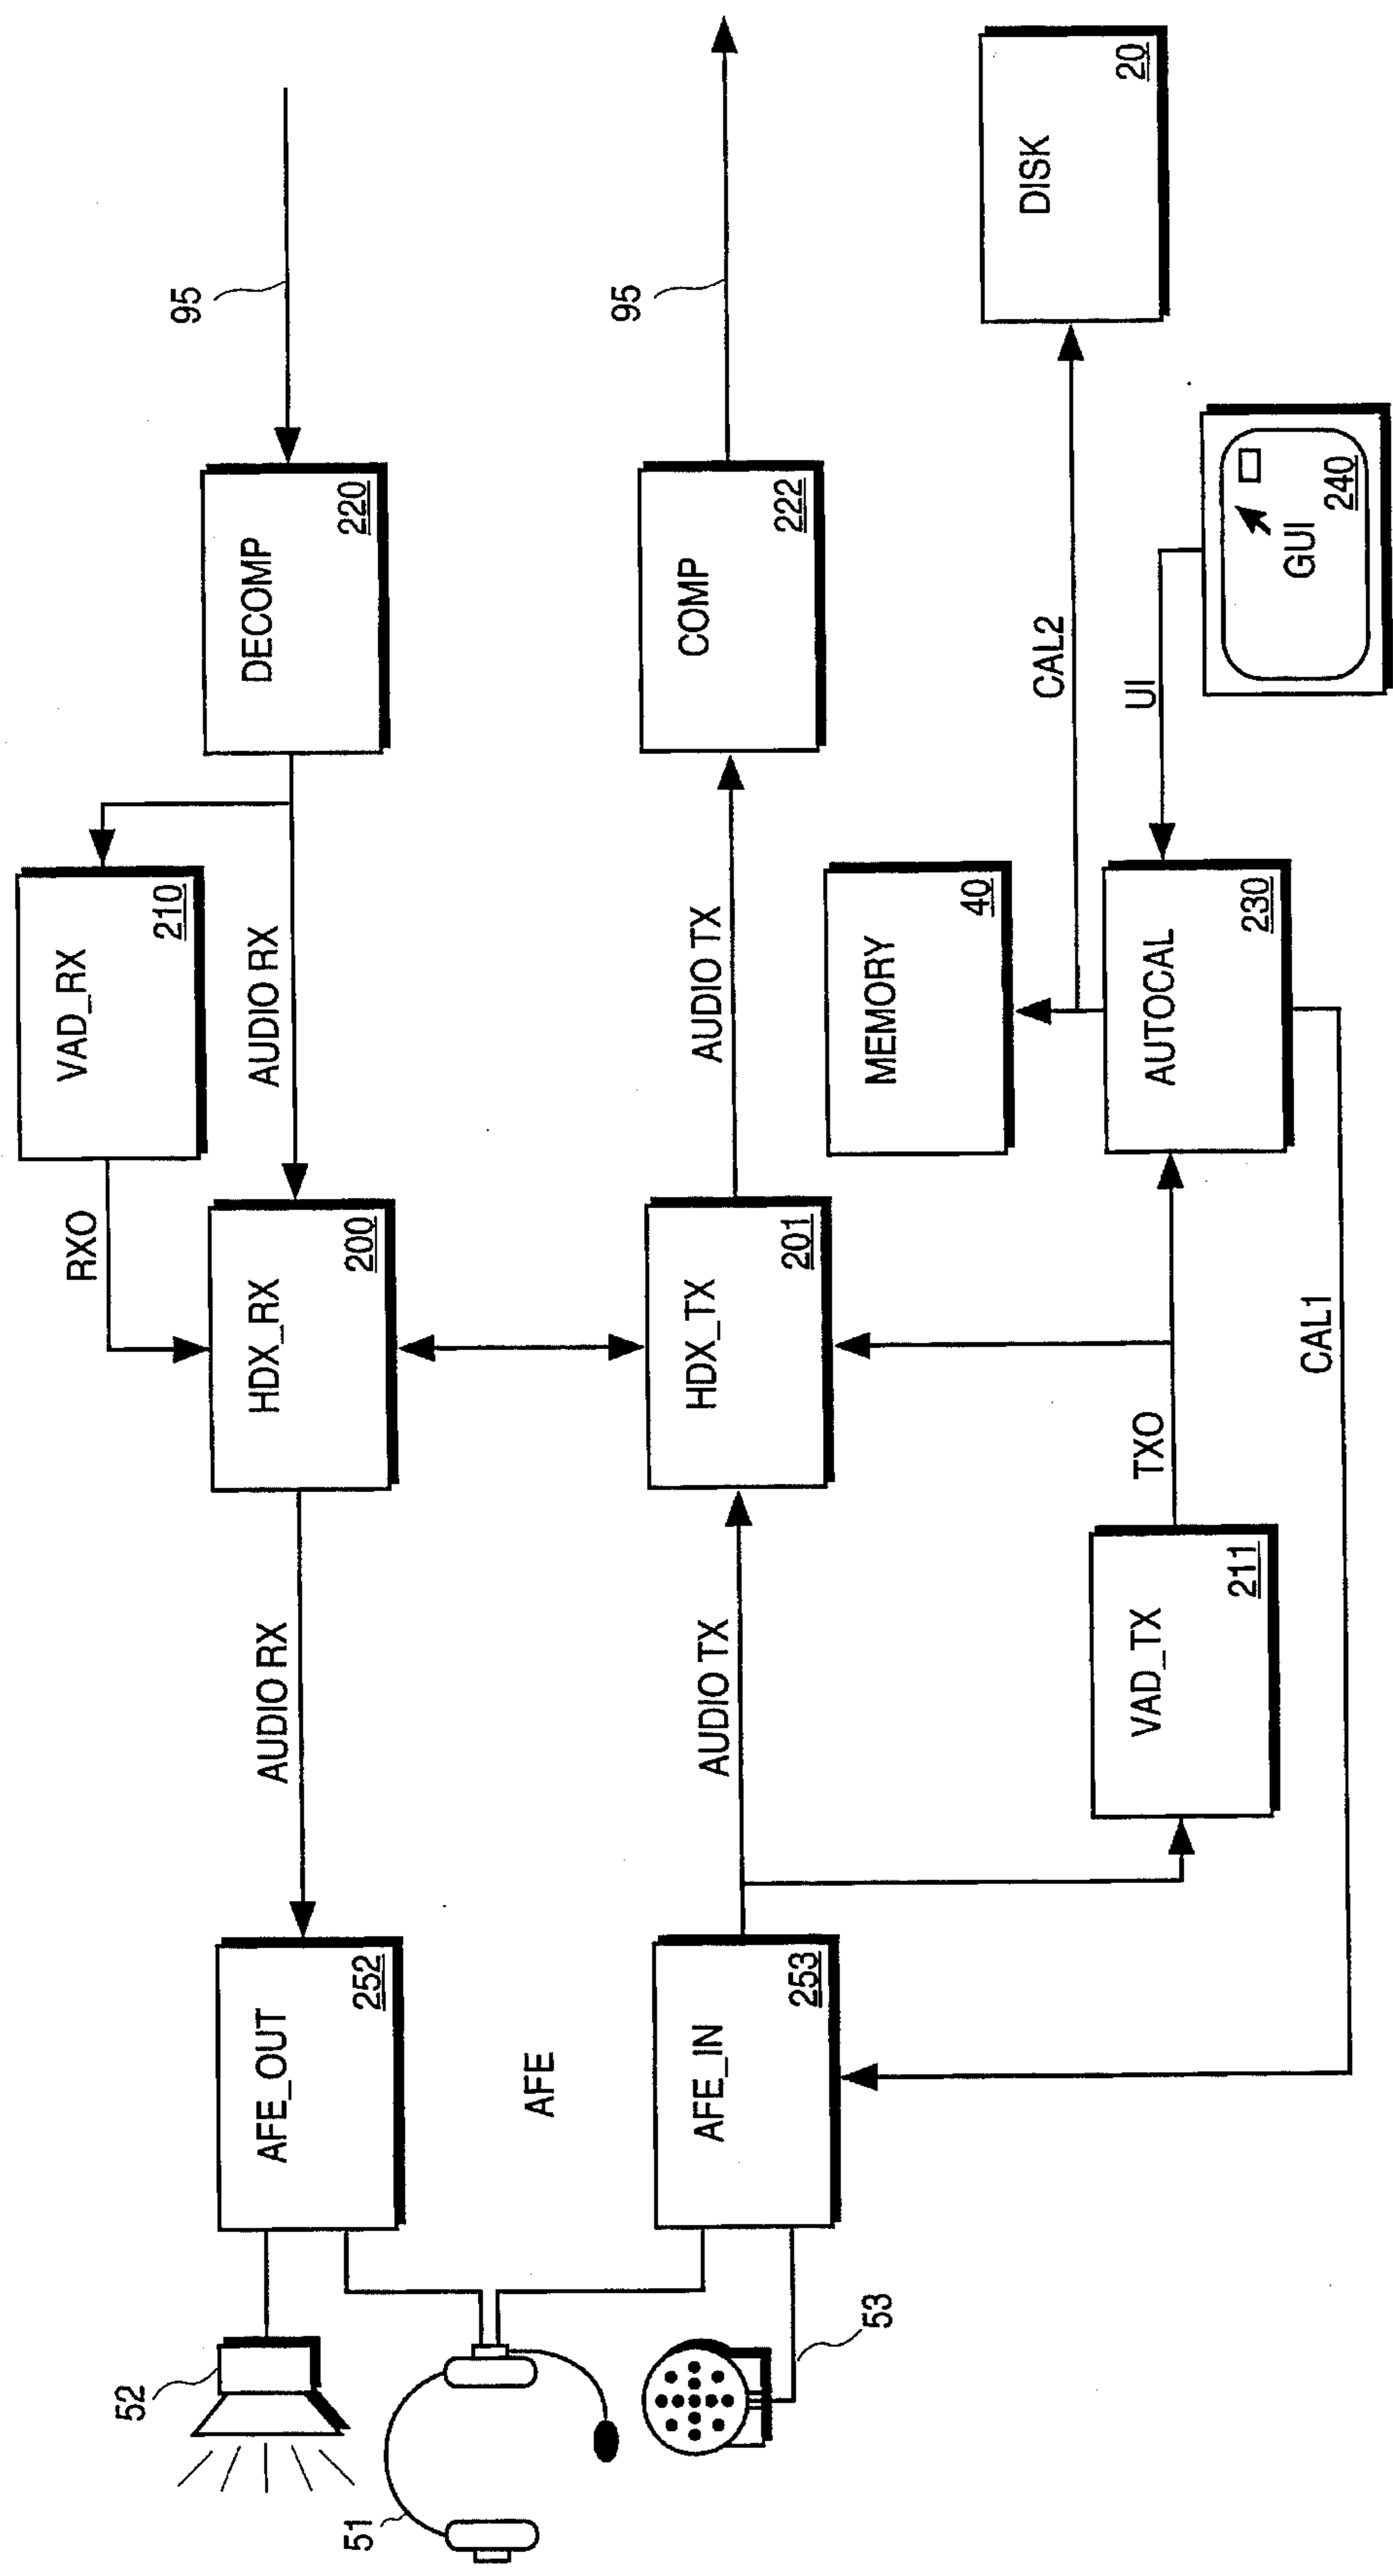 52
51
53
AFE_OUT
252
AFE
AFE_IN
253
AUDIO RX
AUDIO TX
VAD_TX
211
TXO
CAL1
RXO
HDX_RX
200
HDX_TX
201
VAD_RX
210
AUDIO RX
AUDIO TX
MEMORY
40
AUTOCAL
230
DECOMP
220
COMP
222
CAL2
UI
GUI
240
95
95
DISK
20